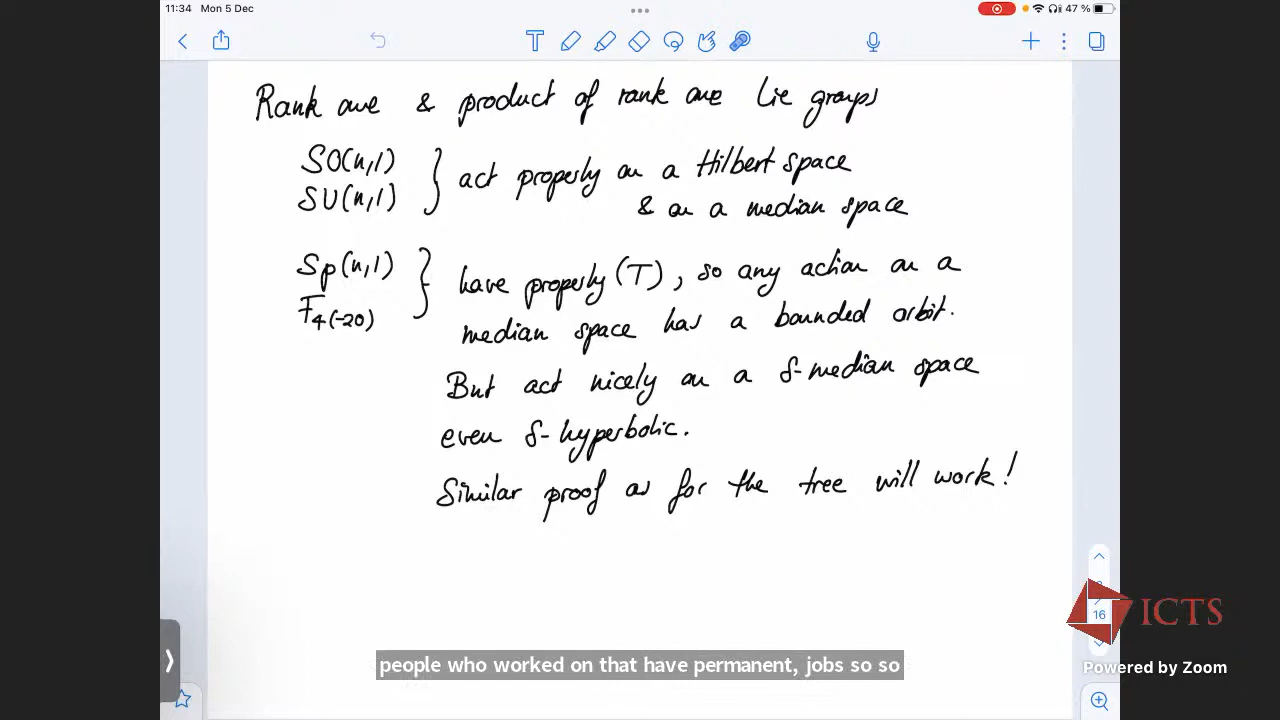 11:34 Mon 5 Dec
47 %
Rank one & product of rank one Lie groups
SO(n,1)
SU(n,1)
act properly on a Hilbert space
& on a median space
Sp(n,1)
F4(-20)
have property (T), so any action on a
median space has a bounded orbit.
But act nicely on a δ-median space
even δ-hyperbolic.
Similar proof as for the tree will work!
16
ICTS
Powered by Zoom
people who worked on that have permanent, jobs so so